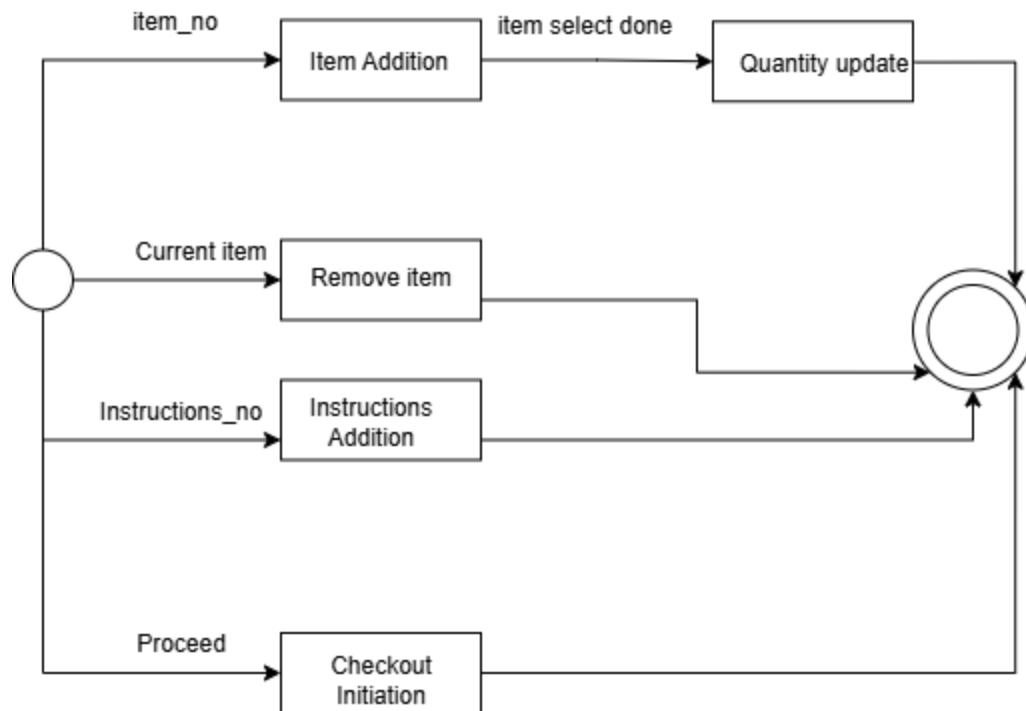 item_no
Item Addition
item select done
Quantity update
Current item
Remove item
Instructions_no
Instructions
Addition
Proceed
Checkout
Initiation